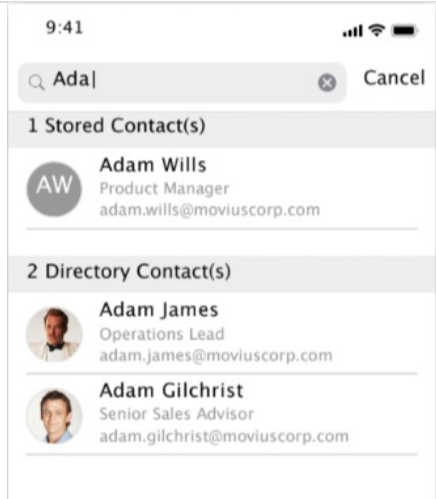 9:41
Ada
Cancel
1 Stored Contact(s)
AW
Adam Wills
Product Manager
adam.wills@moviuscorp.com
2 Directory Contact(s)
Adam James
Operations Lead
adam.james@moviuscorp.com
Adam Gilchrist
Senior Sales Advisor
adam.gilchrist@moviuscorp.com